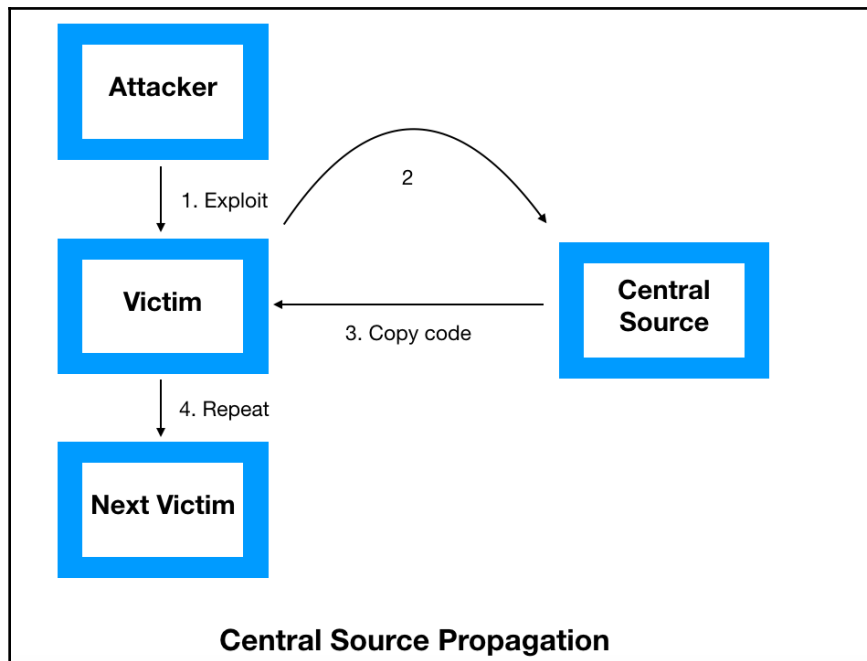 Attacker
1. Exploit
2
Victim
Central
Source
3. Copy code
4. Repeat
Next Victim
Central Source Propagation